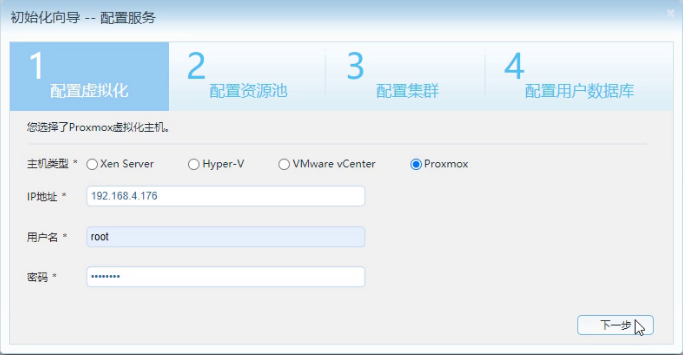 初始化向导 -- 配置服务
1 配置虚拟化 2 配置资源池 3 配置集群 4 配置用户数据库
您选择了Proxmox虚拟化主机。
主机类型 * Xen Server Hyper-V VMware vCenter Proxmox
IP地址 * 192.168.4.176
用户名 * root
密码 * ••••••••
下一步